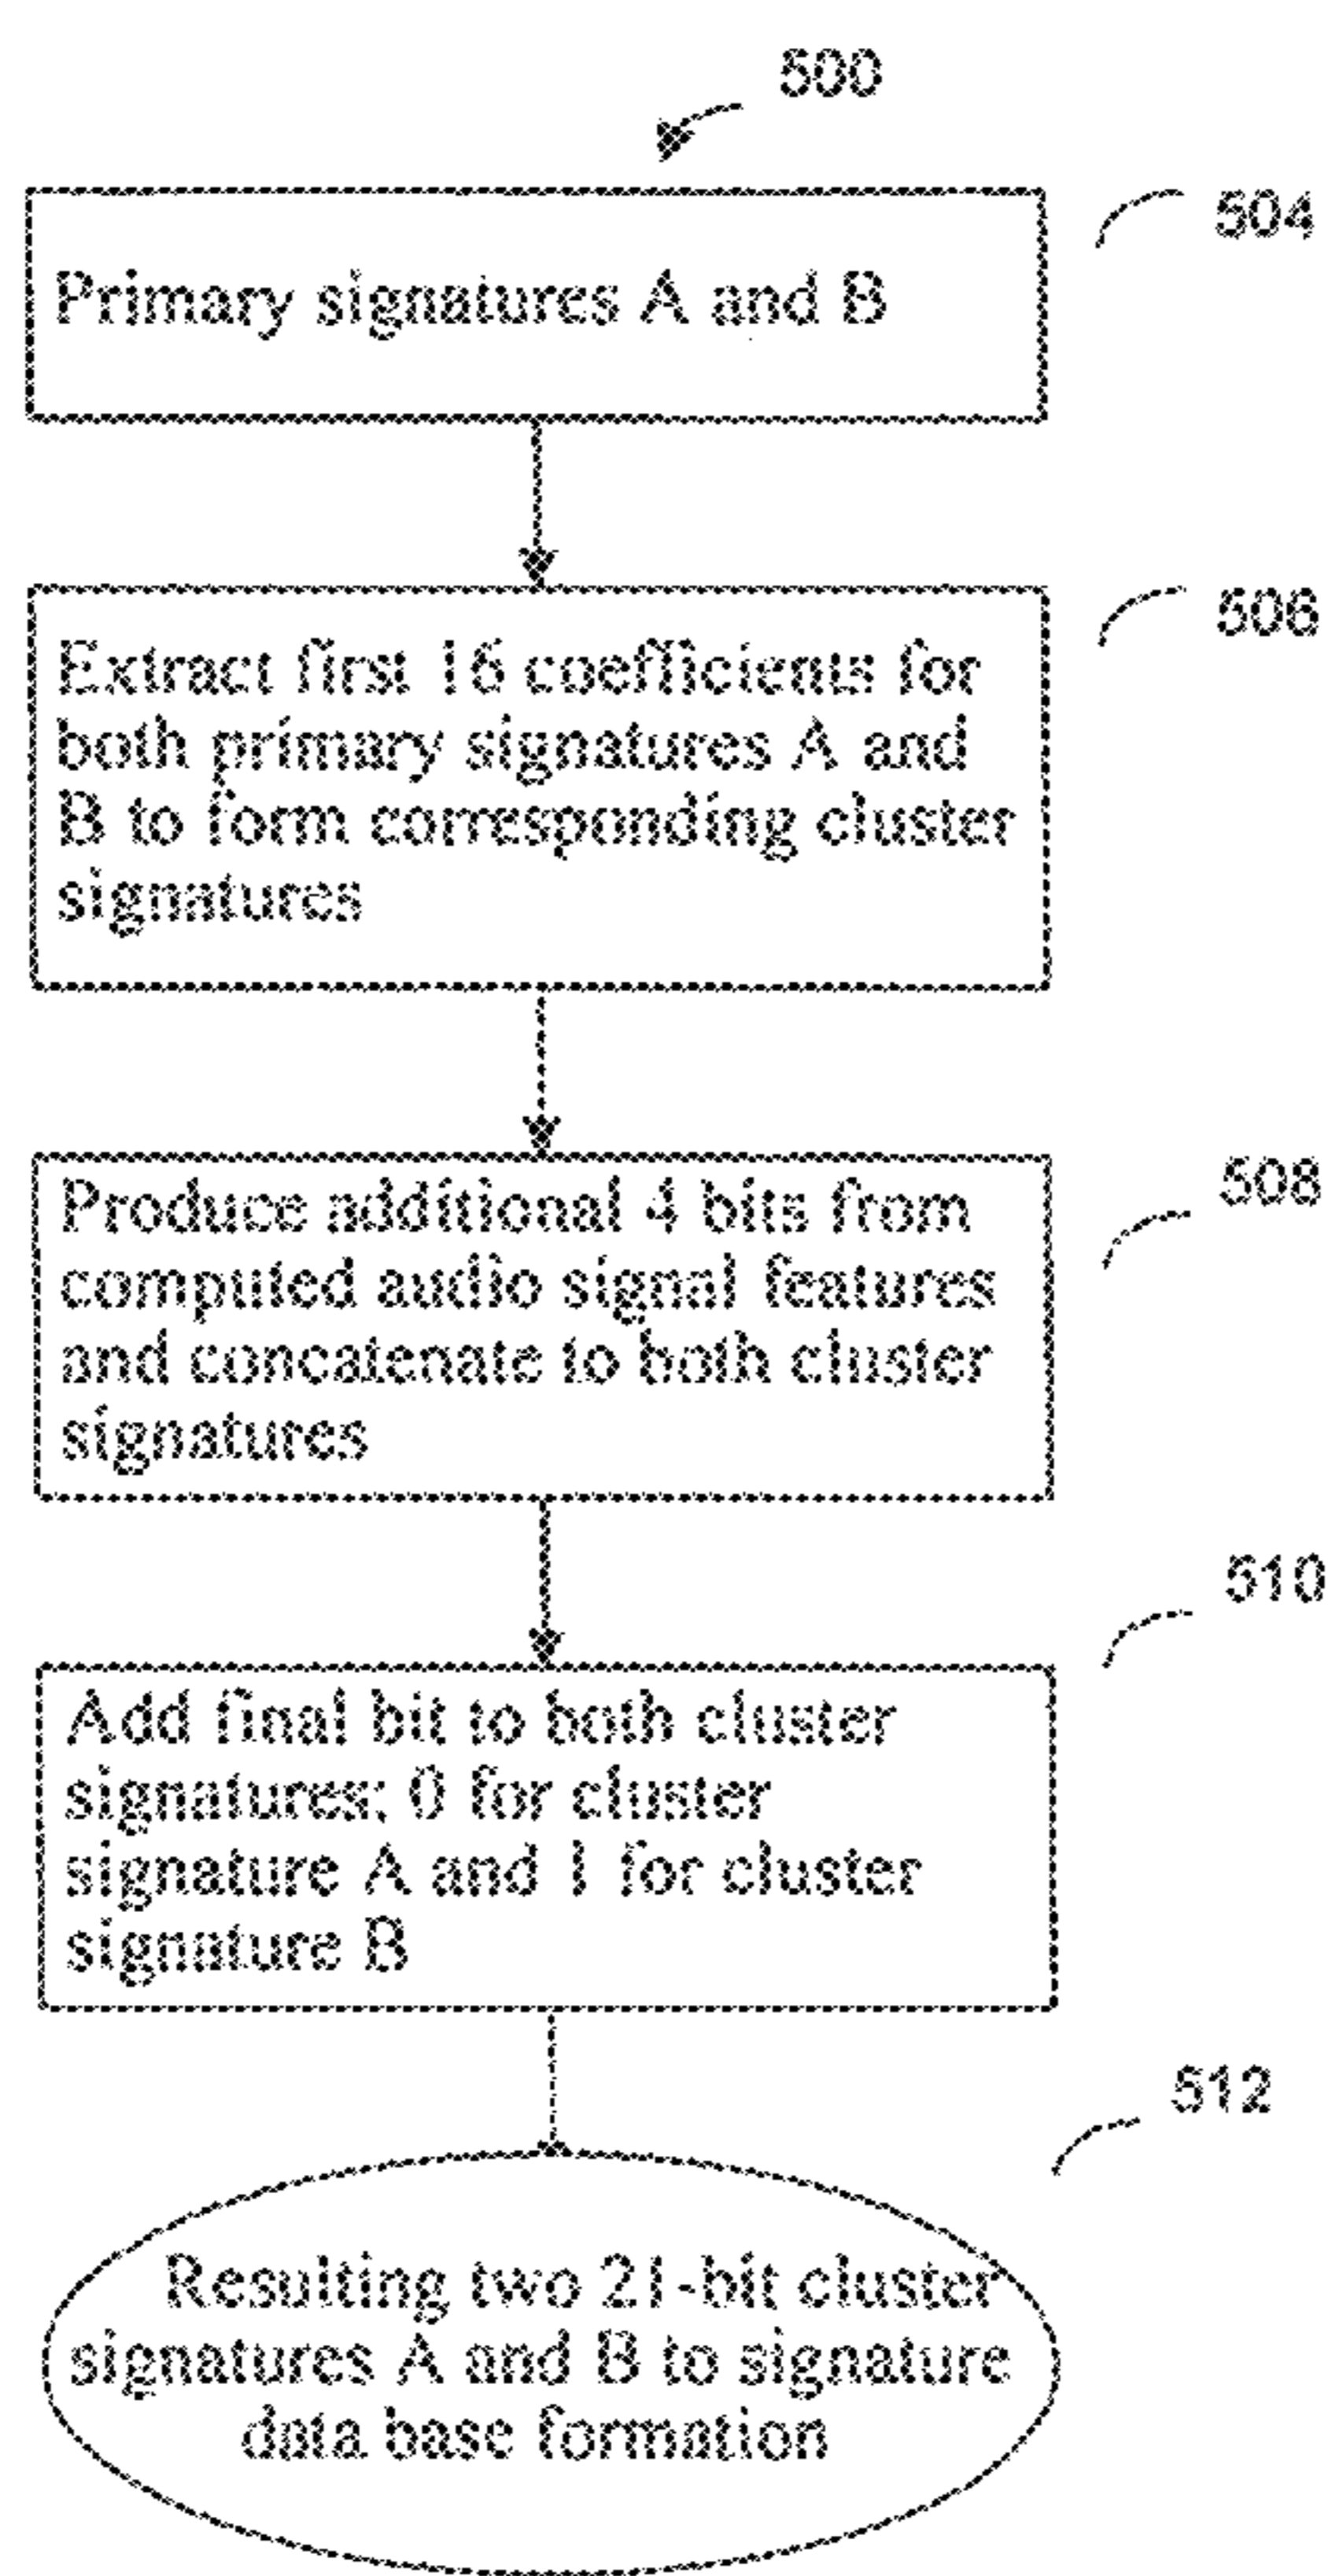 500
504
Primary signatures A and B
506
Extract first 16 coefficients for
both primary signatures A and
B to form corresponding cluster
signatures
508
Produce additional 4 bits from
computed audio signal features
and concatenate to both cluster
signatures
510
Add final bit to both cluster
signatures; 0 for cluster
signature A and 1 for cluster
signature B
512
Resulting two 21-bit cluster
signatures A and B to signature
data base formation